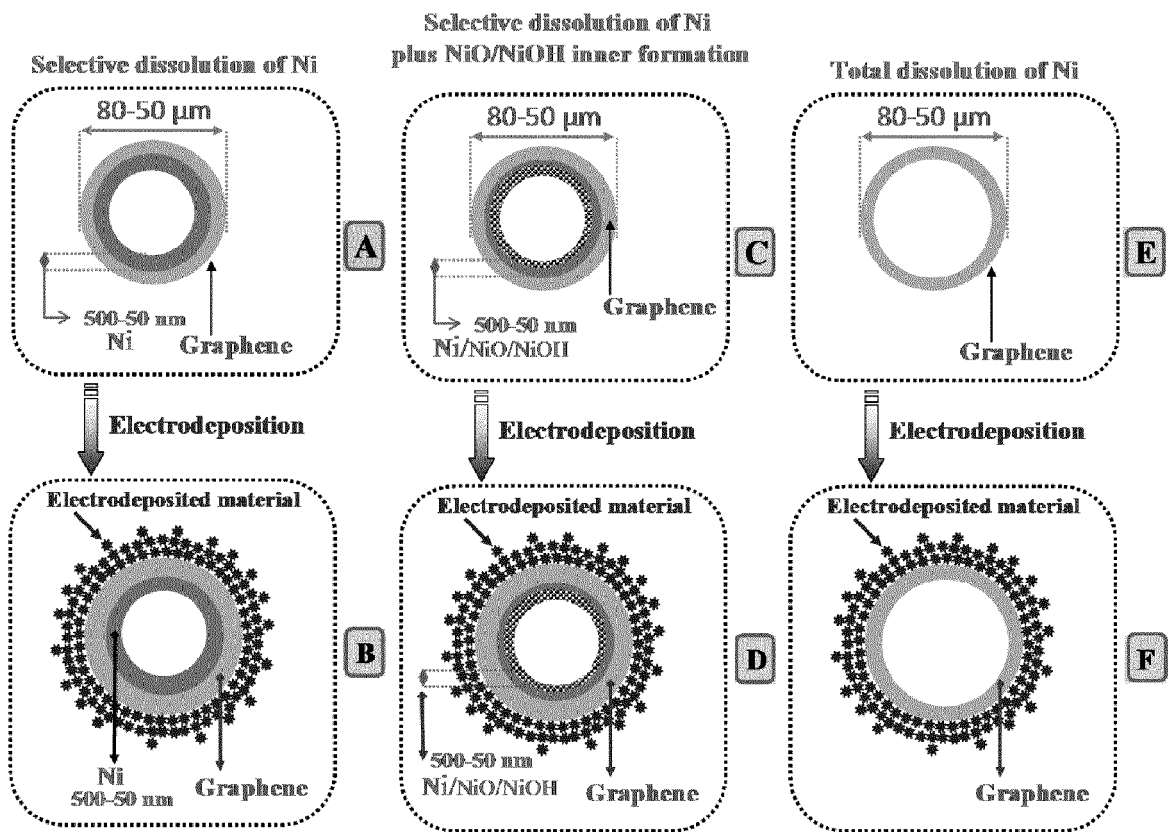 Selective dissolution of Ni
Selective dissolution of Ni
plus NiO/NiOH inner formation
Total dissolution of Ni
80-50 µm
500-50 nm
Ni
Graphene
A
80-50 µm
500-50 nm
Ni/NiO/NiOH
Graphene
C
80-50 µm
Graphene
E
Electrodeposition
Electrodeposition
Electrodeposition
Electrodeposited material
Ni
500-50 nm
Graphene
B
Electrodeposited material
500-50 nm
Ni/NiO/NiOH
Graphene
D
Electrodeposited material
Graphene
F